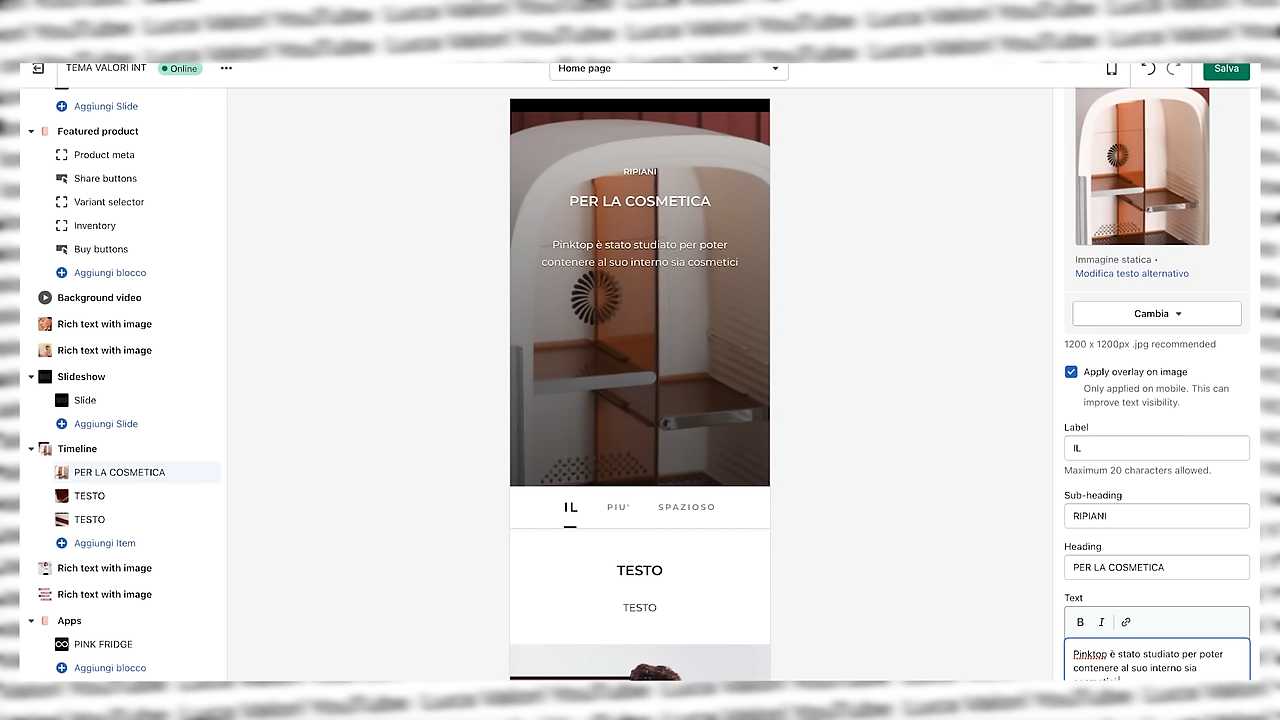 TEMA VALORI INT
Online
Home page
Salva
Aggiungi Slide
Featured product
Product meta
Share buttons
Variant selector
Inventory
Buy buttons
Aggiungi blocco
Background video
Rich text with image
Rich text with image
Slideshow
Slide
Aggiungi Slide
Timeline
PER LA COSMETICA
TESTO
TESTO
Aggiungi Item
Rich text with image
Rich text with image
Apps
PINK FRIDGE
Aggiungi blocco
RIPIANI
PER LA COSMETICA
Pinktop è stato studiato per poter
contenere al suo interno sia cosmetici
IL PIU' SPAZIOSO
TESTO
TESTO
Immagine statica •
Modifica testo alternativo
Cambia
1200 x 1200px .jpg recommended
Apply overlay on image
Only applied on mobile. This can
improve text visibility.
Label
IL
Maximum 20 characters allowed.
Sub-heading
RIPIANI
Heading
PER LA COSMETICA
Text
B I
Pinktop è stato studiato per poter
contenere al suo interno sia